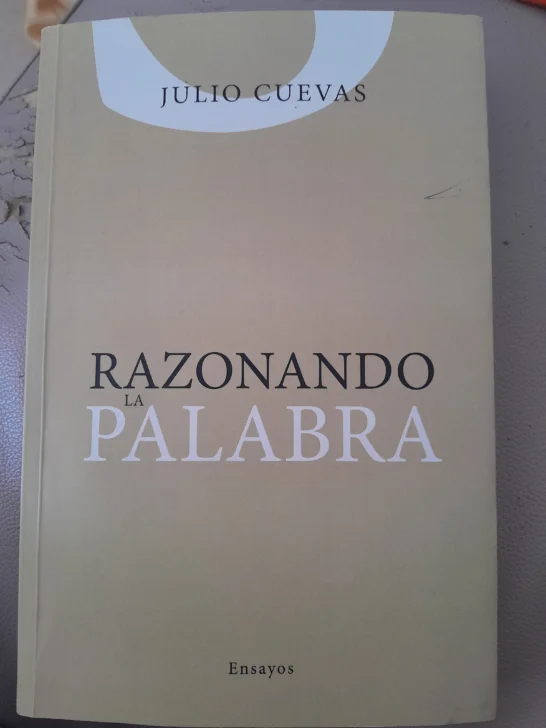 JULIO CUEVAS
RAZONANDO
LA
PALABRA
Ensayos